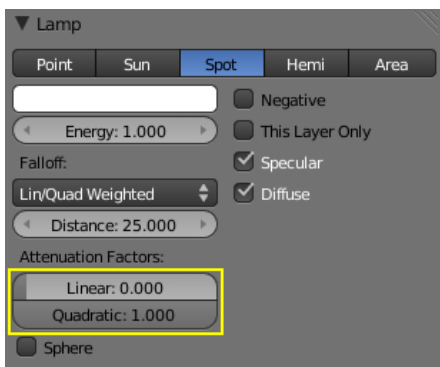 Lamp
Point Sun Spot Hemi Area
Negative
Energy: 1.000 This Layer Only
Falloff: Specular
Lin/Quad Weighted Diffuse
Distance: 25.000
Attenuation Factors:
Linear: 0.000
Quadratic: 1.000
Sphere